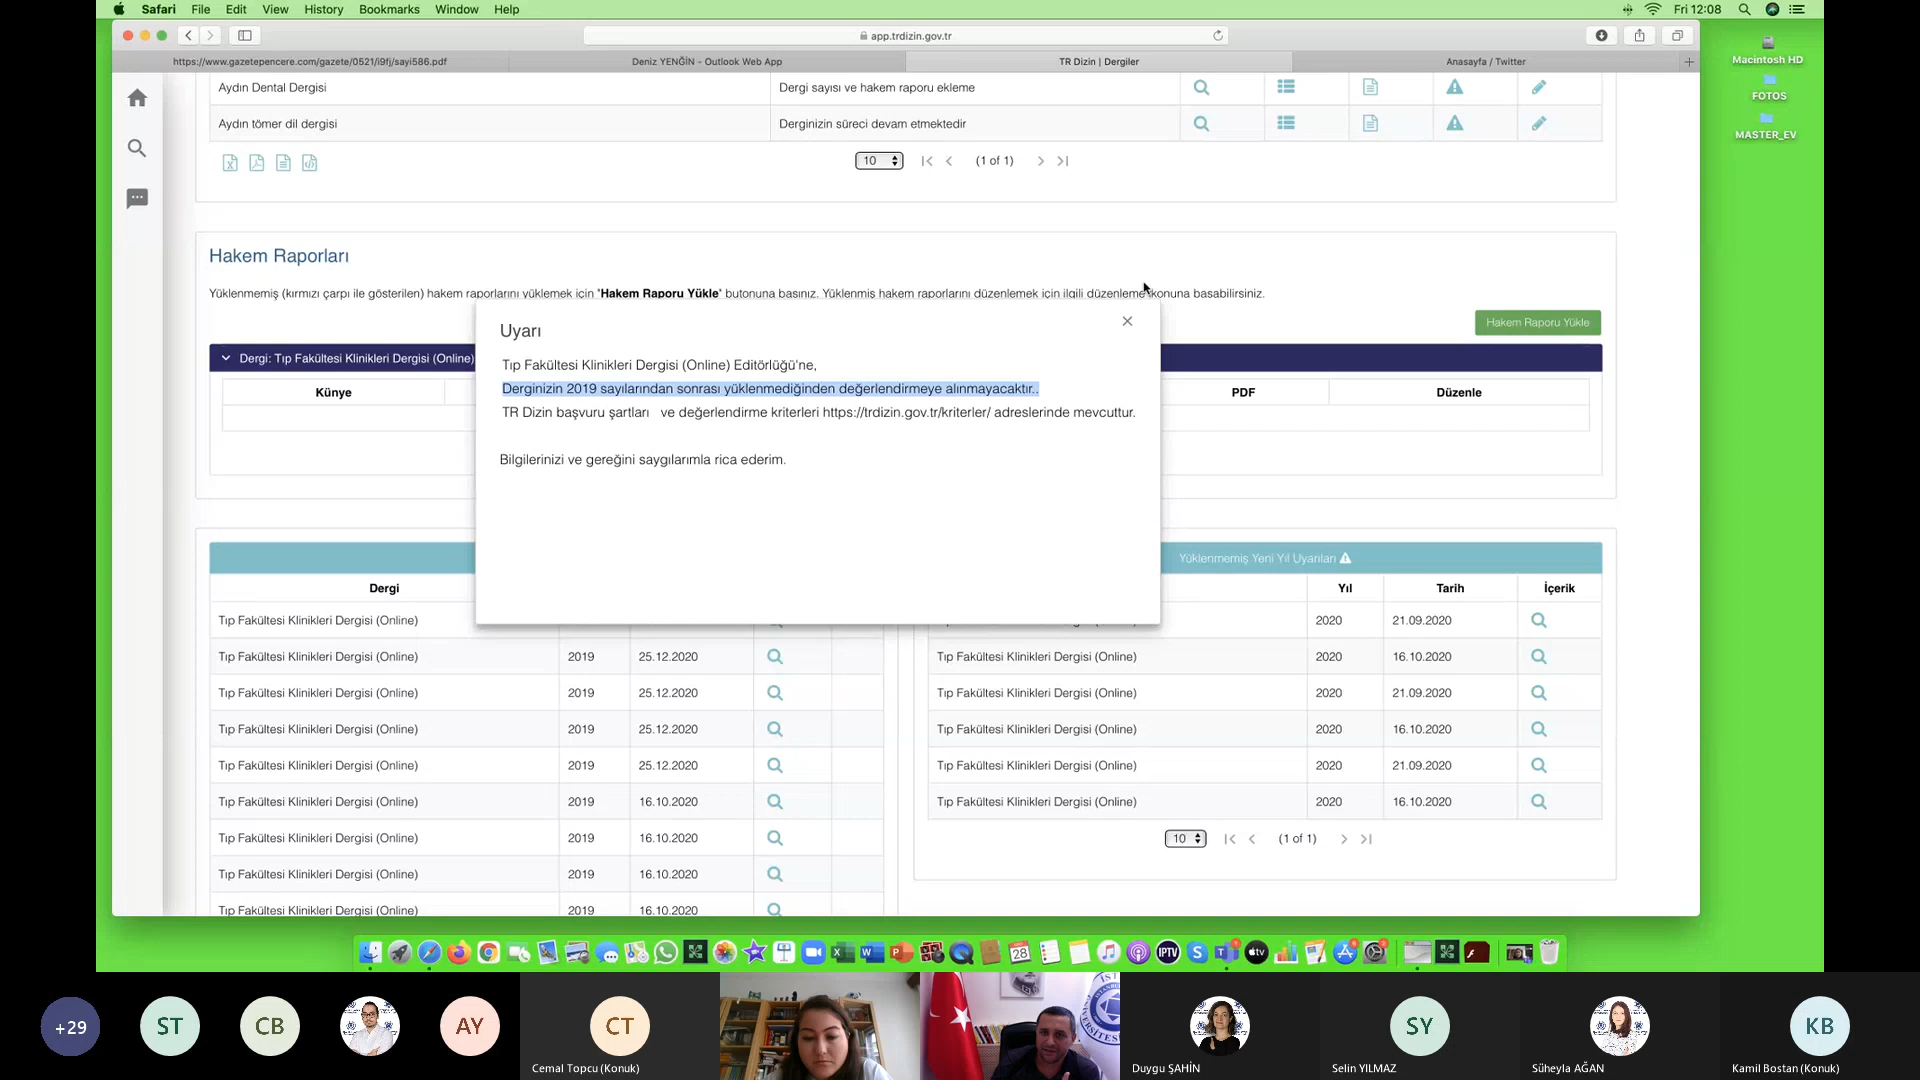 Safari File Edit View History Bookmarks Window Help
Fri 12:08
app.trdizin.gov.tr
https://www.gazetepencere.com/gazete/0521/i9fj/sayi586.pdf
Deniz YENĞİN - Outlook Web App
TR Dizin | Dergiler
Anasayfa / Twitter
Macintosh HD
FOTOS
MASTER_EV
Aydın Dental Dergisi
Dergi sayısı ve hakem raporu ekleme
Aydın tömer dil dergisi
Derginizin süreci devam etmektedir
10
(1 of 1)
Hakem Raporları
Yüklenmemiş (kırmızı çarpı ile gösterilen) hakem raporlarını yüklemek için "Hakem Raporu Yükle" butonuna basınız. Yüklenmiş hakem raporlarını düzenlemek için ilgili düzenleme ikonuna basabilirsiniz.
Hakem Raporu Yükle
Dergi: Tıp Fakültesi Klinikleri Dergisi (Online)
Künye
PDF
Düzenle
Uyarı
Tıp Fakültesi Klinikleri Dergisi (Online) Editörlüğü'ne,
Derginizin 2019 sayılarından sonrası yüklenmediğinden değerlendirmeye alınmayacaktır..
TR Dizin başvuru şartları ve değerlendirme kriterleri https://trdizin.gov.tr/kriterler/ adreslerinde mevcuttur.
Bilgilerinizi ve gereğini saygılarımla rica ederim.
Yüklenmemiş Yeni Yıl Uyarıları
Dergi
Yıl
Tarih
İçerik
Tıp Fakültesi Klinikleri Dergisi (Online)
2020 21.09.2020
Tıp Fakültesi Klinikleri Dergisi (Online) 2019 25.12.2020
Tıp Fakültesi Klinikleri Dergisi (Online) 2020 16.10.2020
Tıp Fakültesi Klinikleri Dergisi (Online) 2019 25.12.2020
Tıp Fakültesi Klinikleri Dergisi (Online) 2020 21.09.2020
Tıp Fakültesi Klinikleri Dergisi (Online) 2019 25.12.2020
Tıp Fakültesi Klinikleri Dergisi (Online) 2020 16.10.2020
Tıp Fakültesi Klinikleri Dergisi (Online) 2019 25.12.2020
Tıp Fakültesi Klinikleri Dergisi (Online) 2020 21.09.2020
Tıp Fakültesi Klinikleri Dergisi (Online) 2019 16.10.2020
Tıp Fakültesi Klinikleri Dergisi (Online) 2020 16.10.2020
Tıp Fakültesi Klinikleri Dergisi (Online) 2019 16.10.2020
10
(1 of 1)
Tıp Fakültesi Klinikleri Dergisi (Online) 2019 16.10.2020
Tıp Fakültesi Klinikleri Dergisi (Online) 2019 16.10.2020
28
IPTV
tv
+29
ST
CB
AY
CT
SY
KB
Cemal Topcu (Konuk)
Duygu ŞAHİN
Selin YILMAZ
Süheyla AĞAN
Kamil Bostan (Konuk)